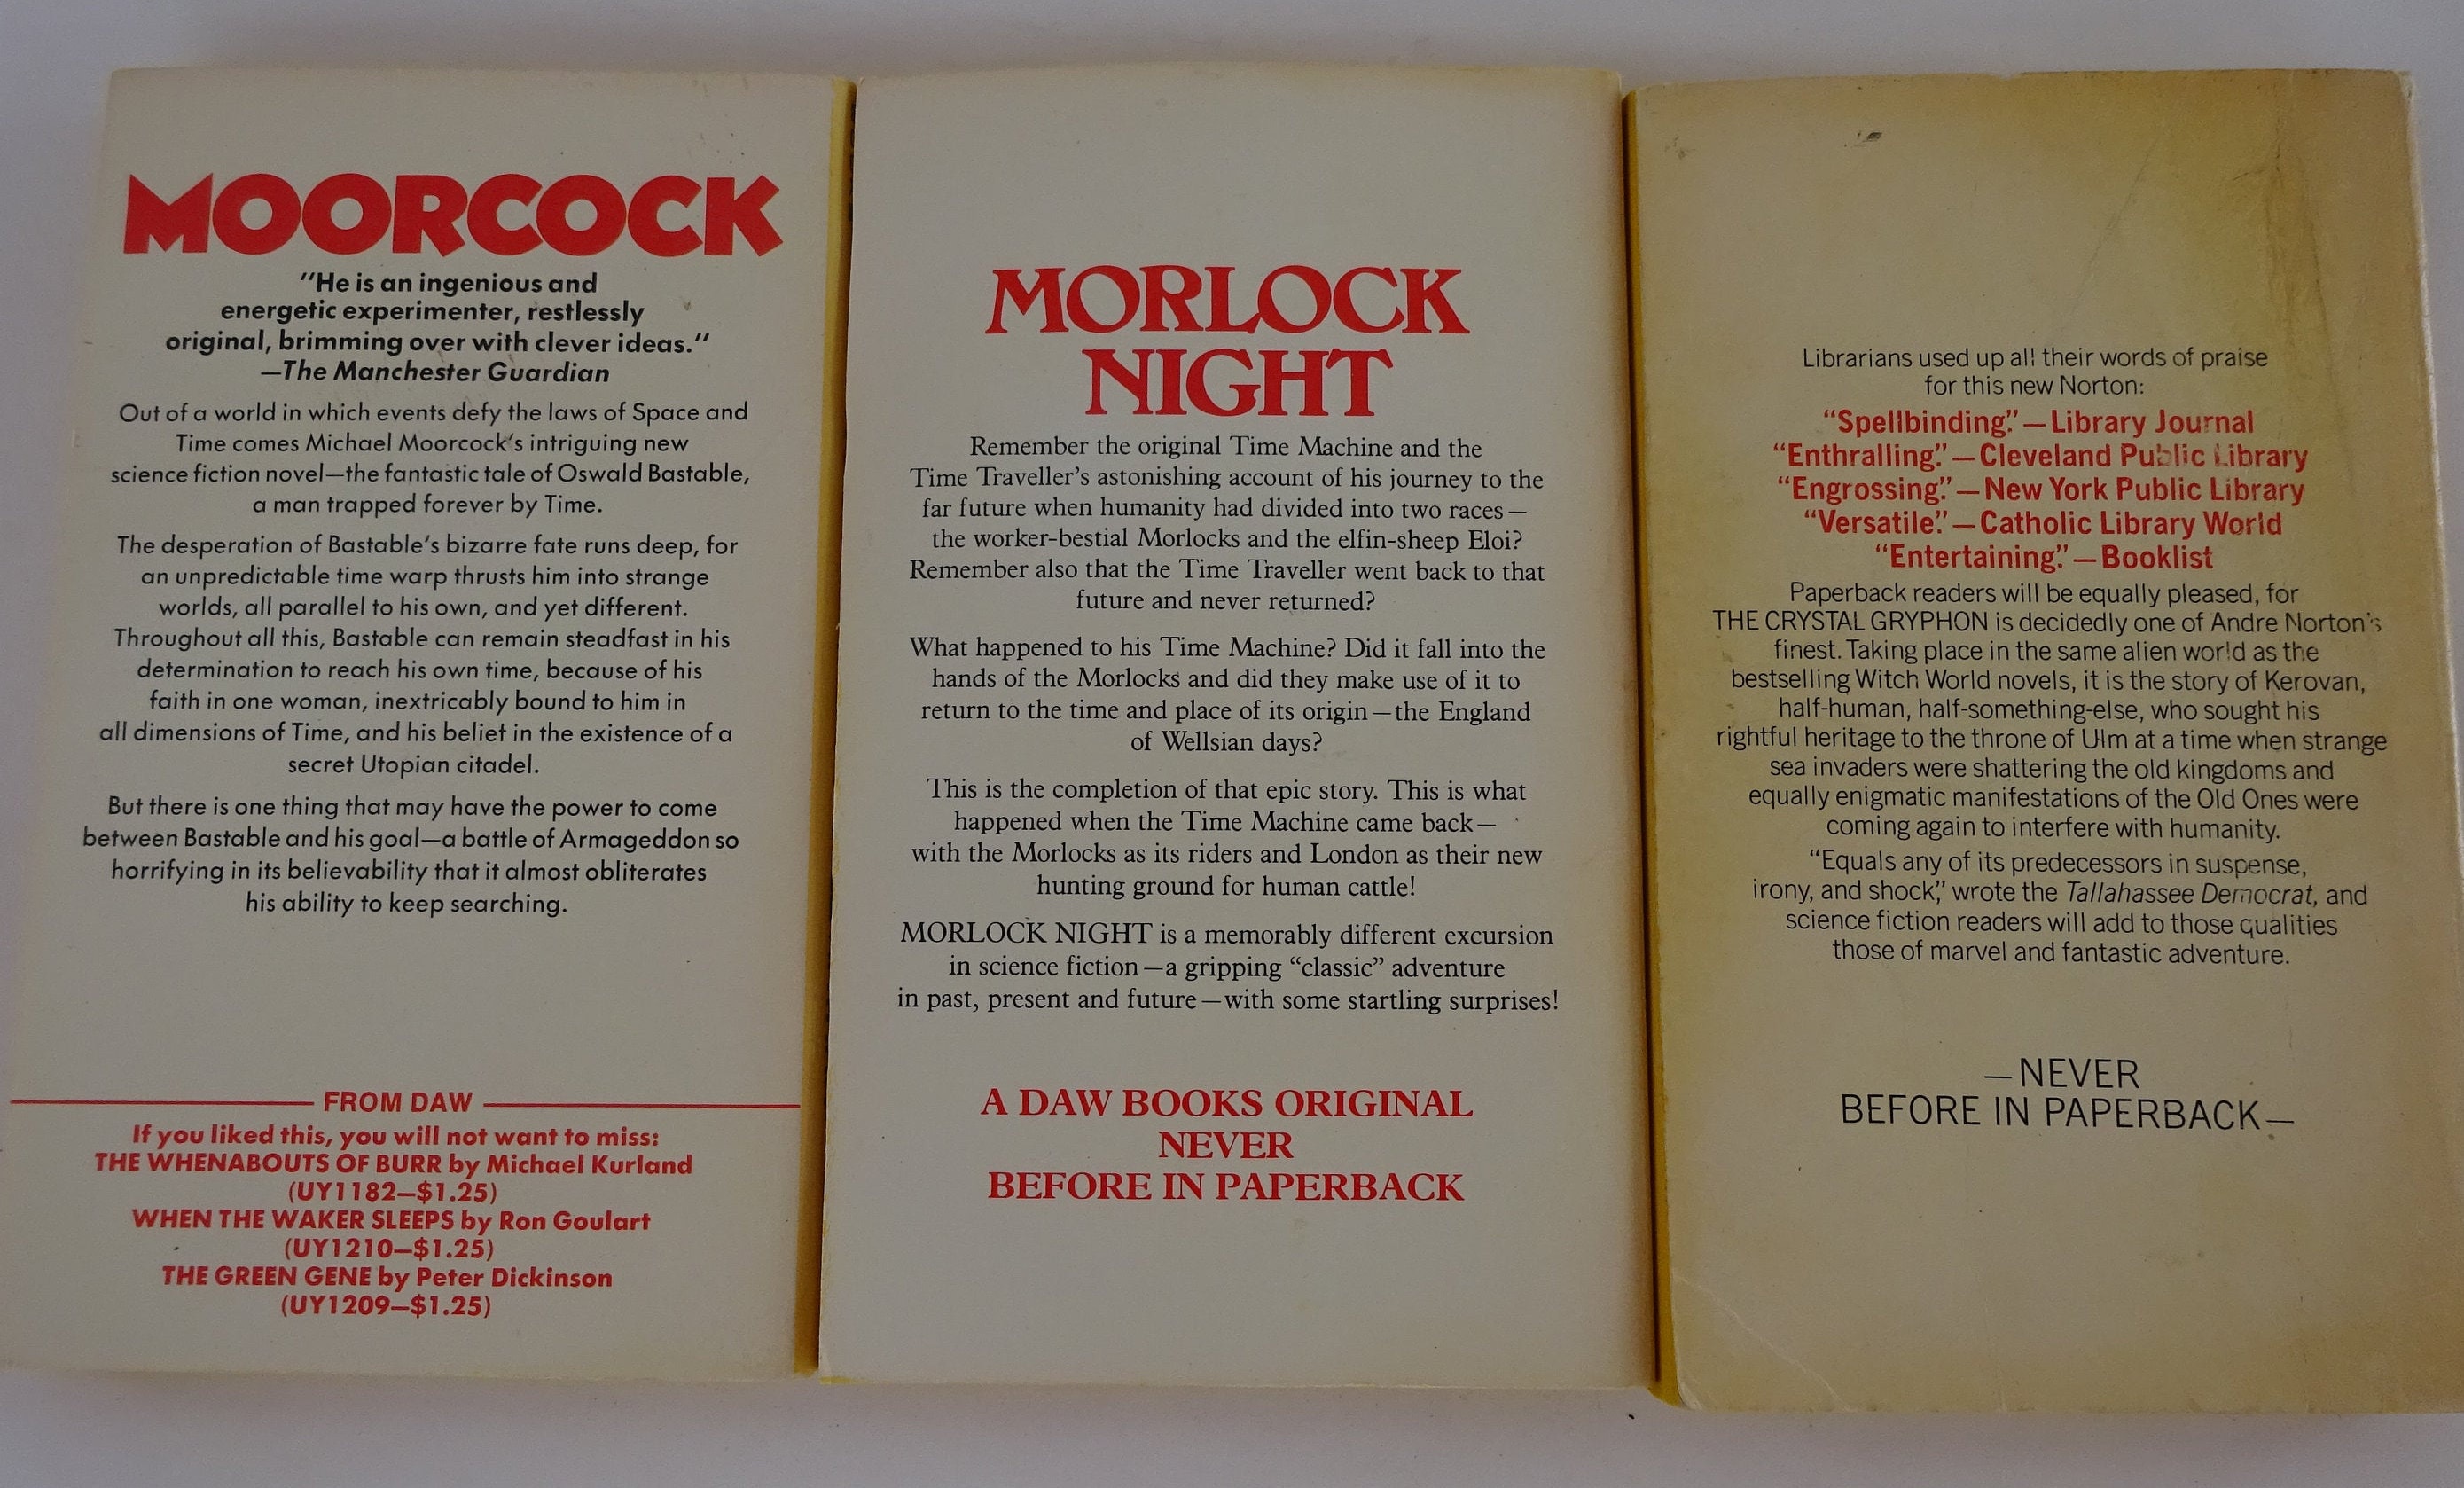 MOORCOCK
"He is an ingenious and
energetic experimenter, restlessly
original, brimming over with clever ideas."
—The Manchester Guardian
Out of a world in which events defy the laws of Space and
Time comes Michael Moorcock's intriguing new
science fiction novel—the fantastic tale of Oswald Bastable,
a man trapped forever by Time.
The desperation of Bastable's bizarre fate runs deep, for
an unpredictable time warp thrusts him into strange
worlds, all parallel to his own, and yet different.
Throughout all this, Bastable can remain steadfast in his
determination to reach his own time, because of his
faith in one woman, inextricably bound to him in
all dimensions of Time, and his belief in the existence of a
secret Utopian citadel.
But there is one thing that may have the power to come
between Bastable and his goal—a battle of Armageddon so
horrifying in its believability that it almost obliterates
his ability to keep searching.
FROM DAW
If you liked this, you will not want to miss:
THE WHENABOUTS OF BURR by Michael Kurland
(UY1182—$1.25)
WHEN THE WAKER SLEEPS by Ron Goulart
(UY1210—$1.25)
THE GREEN GENE by Peter Dickinson
(UY1209—$1.25)
MORLOCK
NIGHT
Remember the original Time Machine and the
Time Traveller's astonishing account of his journey to the
far future when humanity had divided into two races—
the worker-bestial Morlocks and the elfin-sheep Eloi?
Remember also that the Time Traveller went back to that
future and never returned?
What happened to his Time Machine? Did it fall into the
hands of the Morlocks and did they make use of it to
return to the time and place of its origin—the England
of Wellsian days?
This is the completion of that epic story. This is what
happened when the Time Machine came back—
with the Morlocks as its riders and London as their new
hunting ground for human cattle!
MORLOCK NIGHT is a memorably different excursion
in science fiction—a gripping "classic" adventure
in past, present and future—with some startling surprises!
A DAW BOOKS ORIGINAL
NEVER
BEFORE IN PAPERBACK
Librarians used up all their words of praise
for this new Norton:
"Spellbinding."—Library Journal
"Enthralling."—Cleveland Public Library
"Engrossing."—New York Public Library
"Versatile."—Catholic Library World
"Entertaining."—Booklist
Paperback readers will be equally pleased, for
THE CRYSTAL GRYPHON is decidedly one of Andre Norton's
finest. Taking place in the same alien world as the
bestselling Witch World novels, it is the story of Kerovan,
half-human, half-something-else, who sought his
rightful heritage to the throne of Ulm at a time when strange
sea invaders were shattering the old kingdoms and
equally enigmatic manifestations of the Old Ones were
coming again to interfere with humanity.
"Equals any of its predecessors in suspense,
irony, and shock," wrote the Tallahassee Democrat, and
science fiction readers will add to those qualities
those of marvel and fantastic adventure.
—NEVER
BEFORE IN PAPERBACK—